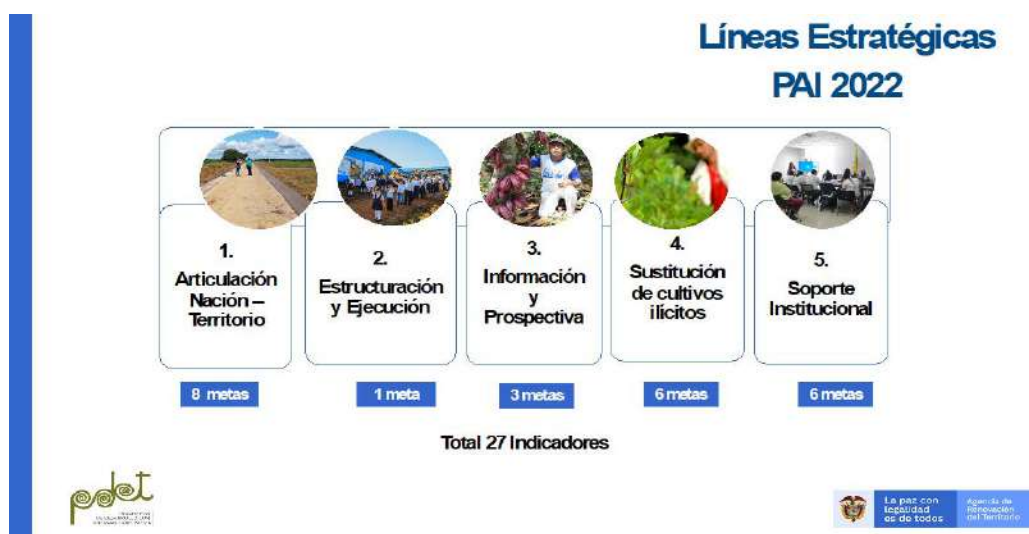 Líneas Estratégicas
PAI 2022
1.
Articulación
Nación –
Territorio
2.
Estructuración
y Ejecución
3.
Información
y
Prospectiva
4.
Sustitución
de cultivos
ilícitos
5.
Soporte
Institucional
8 metas
1 meta
3 metas
6 metas
6 metas
Total 27 Indicadores
pdet
La paz con
legalidad
es de todos
Agencia de
Renovación
del Territorio